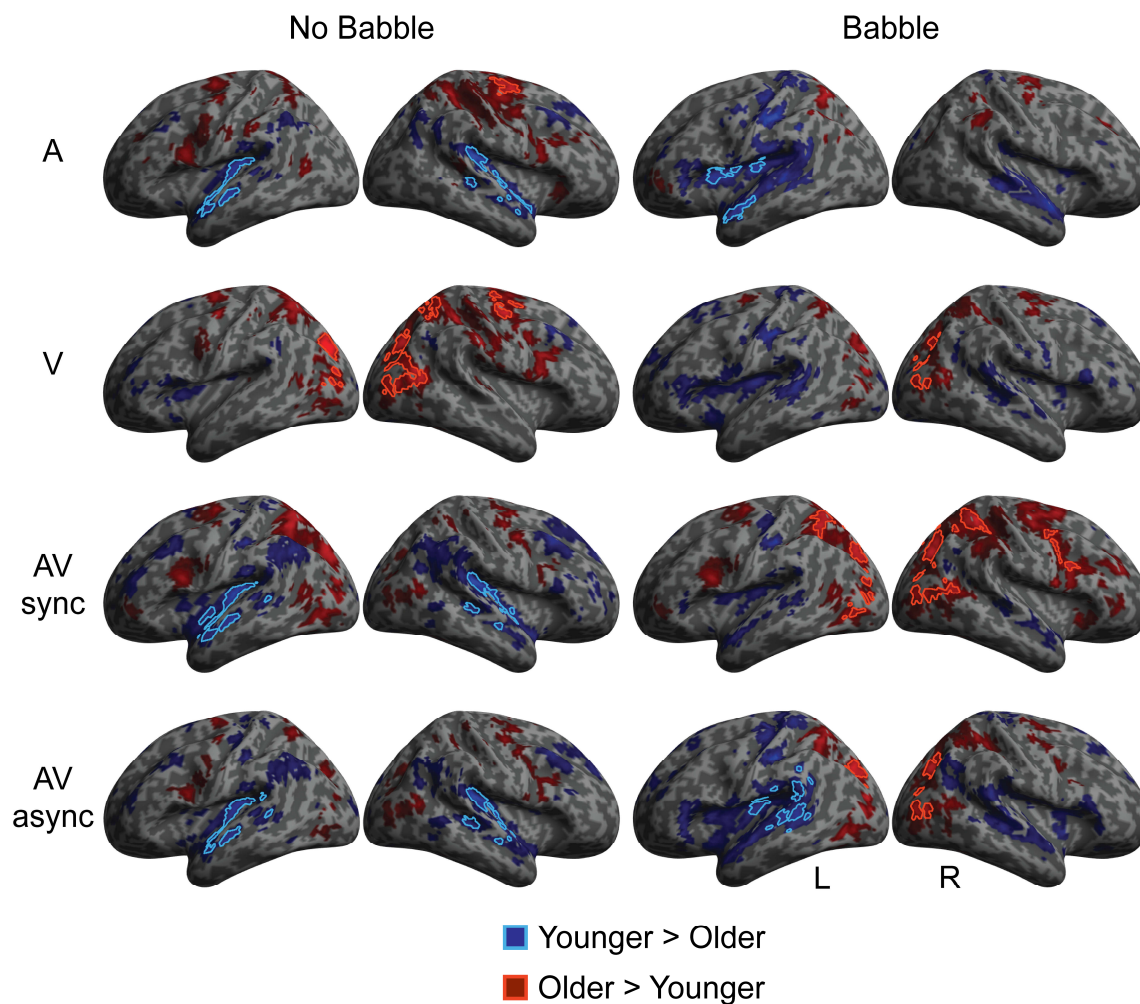 No Babble
Babble
A
V
AV
sync
AV
async
L
R
Younger > Older
Older > Younger